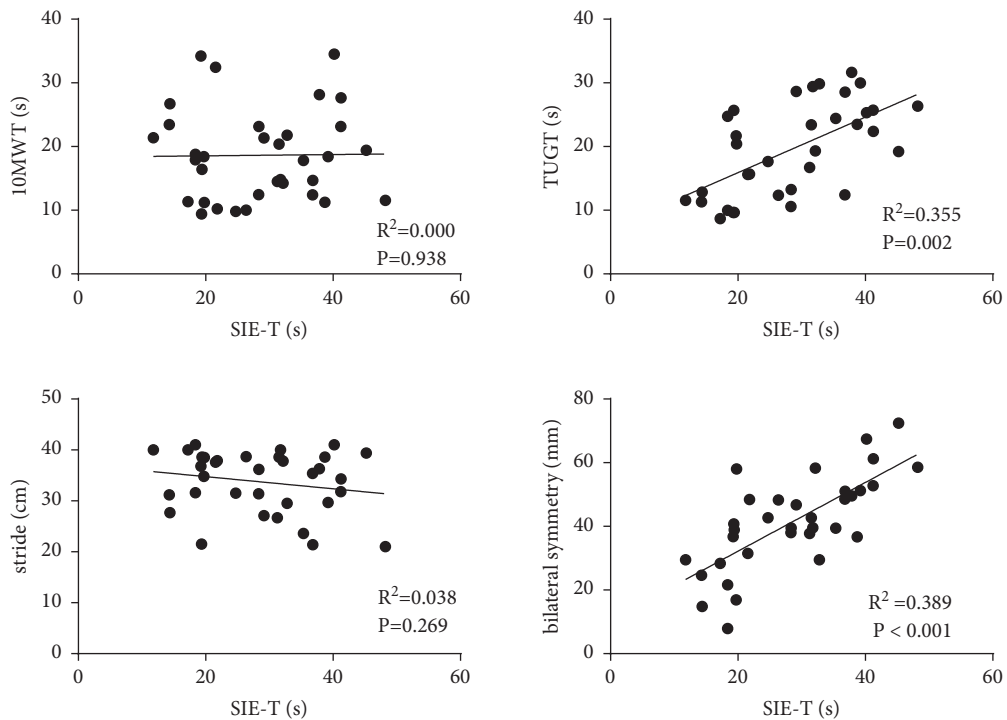 40
30
20
10
0
10MWT (s)
R²=0.000
P=0.938
0 20 40 60
SIE-T (s)
40
30
20
10
0
TUGT (s)
R²=0.355
P=0.002
0 20 40 60
SIE-T (s)
50
40
30
20
10
0
stride (cm)
R²=0.038
P=0.269
0 20 40 60
SIE-T (s)
80
60
40
20
0
bilateral symmetry (mm)
R² =0.389
P < 0.001
0 20 40 60
SIE-T (s)